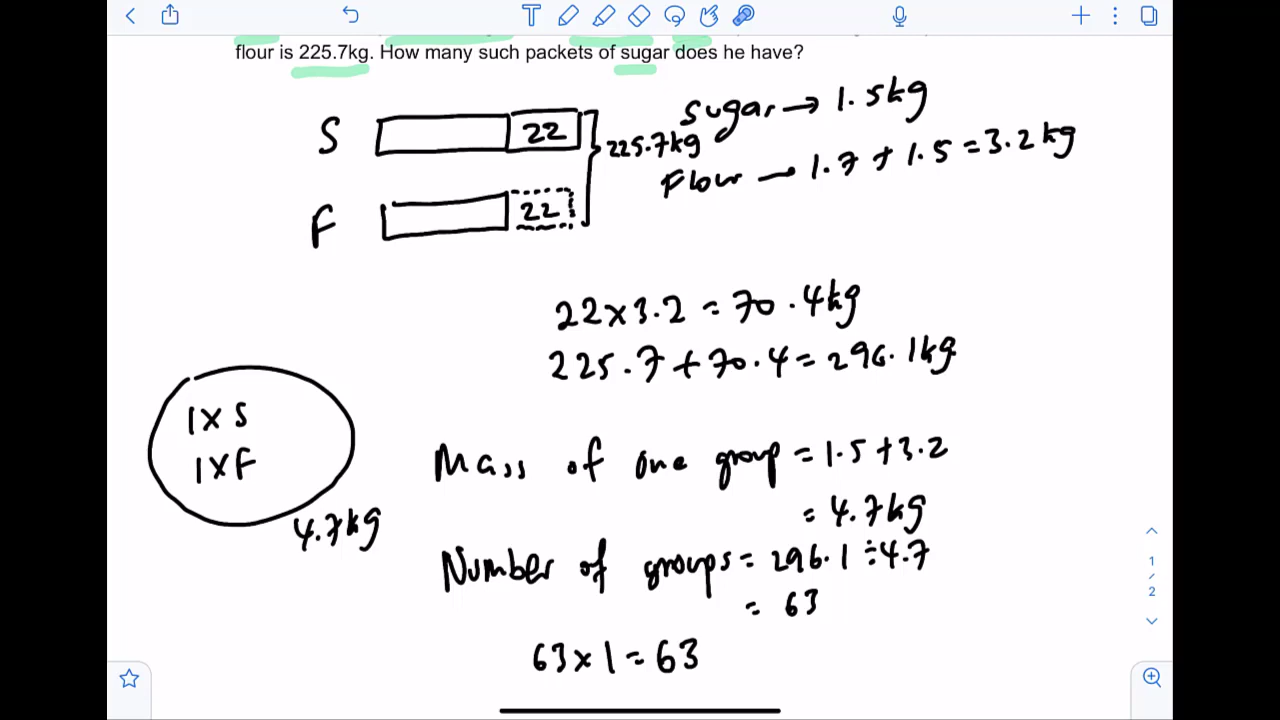 flour is 225.7kg. How many such packets of sugar does he have?
S 22
225.7kg
F 22
Sugar → 1.5kg
Flour → 1.7 + 1.5 = 3.2 kg
22 x 3.2 = 70.4kg
225.7 + 70.4 = 296.1kg
1 x S
1 x F
4.7kg
Mass of one group = 1.5 + 3.2
= 4.7kg
Number of groups = 296.1 ÷ 4.7
= 63
63 x 1 = 63
1
/
2